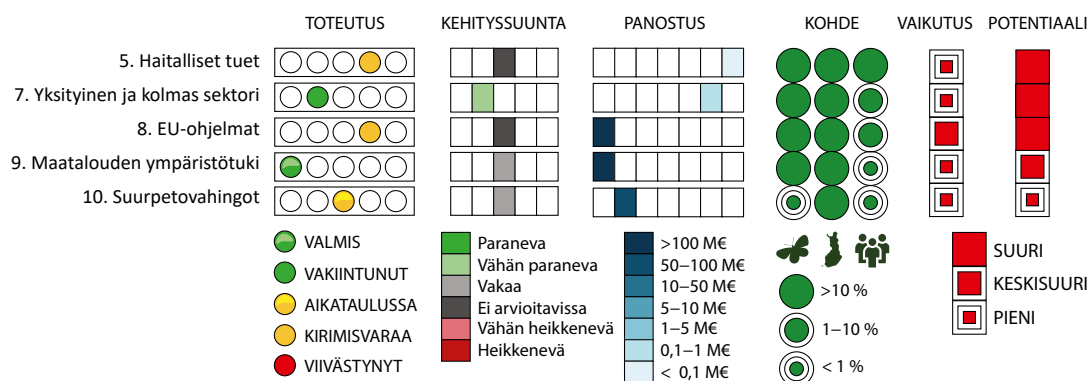 TOTEUTUS KEHITYSSUUNTA PANOSTUS KOHDE VAIKUTUS POTENTIAALI
5. Haitalliset tuet
7. Yksityinen ja kolmas sektori
8. EU-ohjelmat
9. Maatalouden ympäristötuki
10. Suurpetovahingot
VALMIS
VAKIINTUNUT
AIKATAULUSSA
KIRIMISVARAA
VIIVÄSTYNYT
Paraneva
Vähän paraneva
Vakaa
Ei arvioitavissa
Vähän heikkenevä
Heikkenevä
>100 M€
50–100 M€
10–50 M€
5–10 M€
1–5 M€
0,1–1 M€
< 0,1 M€
>10 %
1–10 %
< 1 %
SUURI
KESKISUURI
PIENI